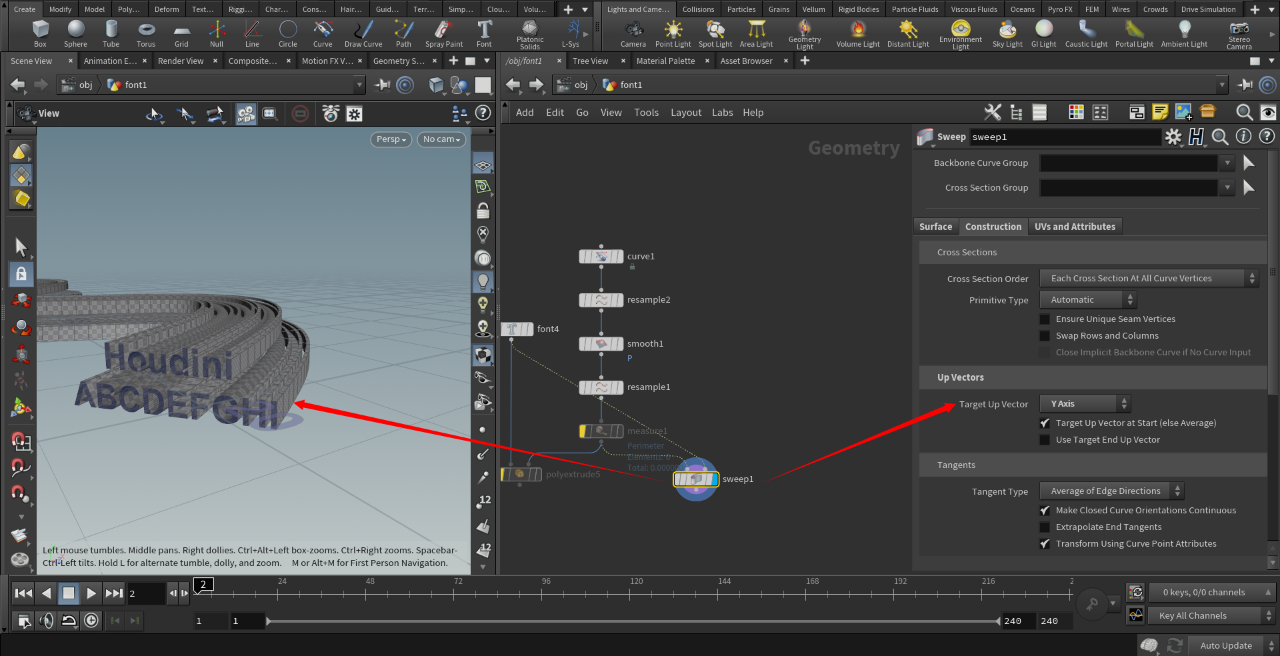 Create Modify Model Poly... Deform Text... Riggi... Char... Cons... Hair... Guid... Terr... Simp... Clou... Volu...
Lights and Came... Collisions Particles Grains Vellum Rigid Bodies Particle Fluids Viscous Fluids Oceans Pyro FX FEM Wires Crowds Drive Simulation
Box Sphere Tube Torus Grid Null Line Circle Curve Draw Curve Path Spray Paint Font Platonic Solids L-Sys
Camera Point Light Spot Light Area Light Geometry Light Volume Light Distant Light Environment Light Sky Light GI Light Caustic Light Portal Light Ambient Light Stereo Camera
Scene View Animation E... Render View Composite... Motion FX V... Geometry S...
/obj/font1 Tree View Material Palette Asset Browser
obj font1
obj font1
View
Add Edit Go View Tools Layout Labs Help
Persp No cam
Geometry
Sweep sweep1
Backbone Curve Group
Cross Section Group
Surface Construction UVs and Attributes
Cross Sections
Cross Section Order Each Cross Section At All Curve Vertices
Primitive Type Automatic
Ensure Unique Seam Vertices
Swap Rows and Columns
Close Implicit Backbone Curve if No Curve Input
Up Vectors
Target Up Vector Y Axis
Target Up Vector at Start (else Average)
Use Target End Up Vector
Tangents
Tangent Type Average of Edge Directions
Make Closed Curve Orientations Continuous
Extrapolate End Tangents
Transform Using Curve Point Attributes
curve1
resample2
font4
smooth1
P
resample1
measure1
Perimeter
polyextrude5
sweep1
Houdini
ABCDEFGHI
12
12
Left mouse tumbles. Middle pans. Right dollies. Ctrl+Alt+Left box-zooms. Ctrl+Right zooms. Spacebar-
Ctrl-Left tilts. Hold L for alternate tumble, dolly, and zoom. M or Alt+M for First Person Navigation.
2 2 24 48 72 96 120 144 168 192 216 2
0 keys, 0/0 channels
1 1 240 240
Key All Channels
Auto Update